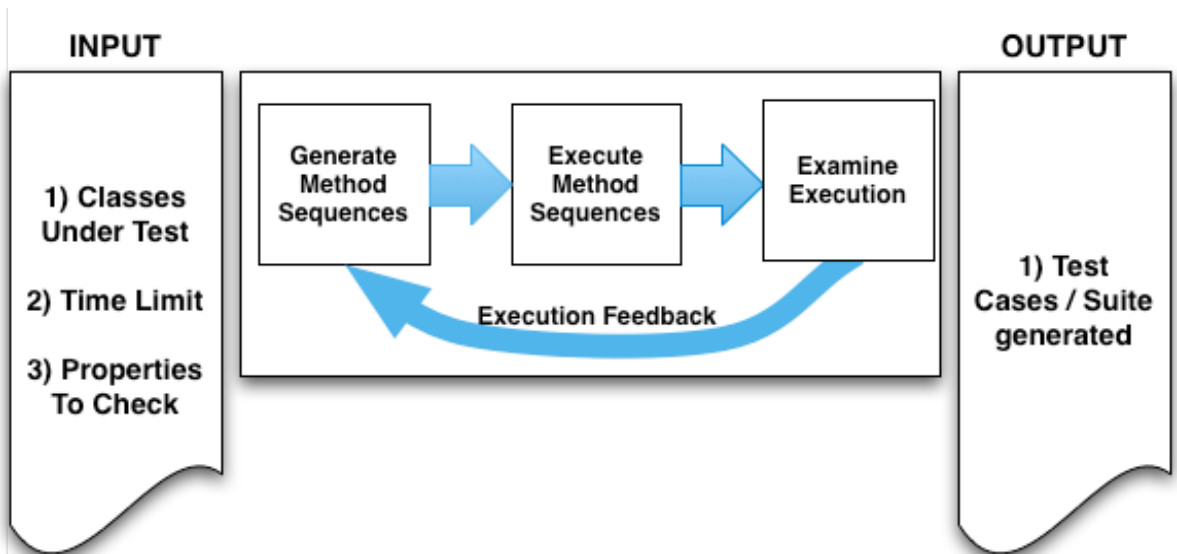 INPUT
1) Classes
Under Test
2) Time Limit
3) Properties
To Check
Generate
Method
Sequences
Execute
Method
Sequences
Examine
Execution
Execution Feedback
OUTPUT
1) Test
Cases / Suite
generated